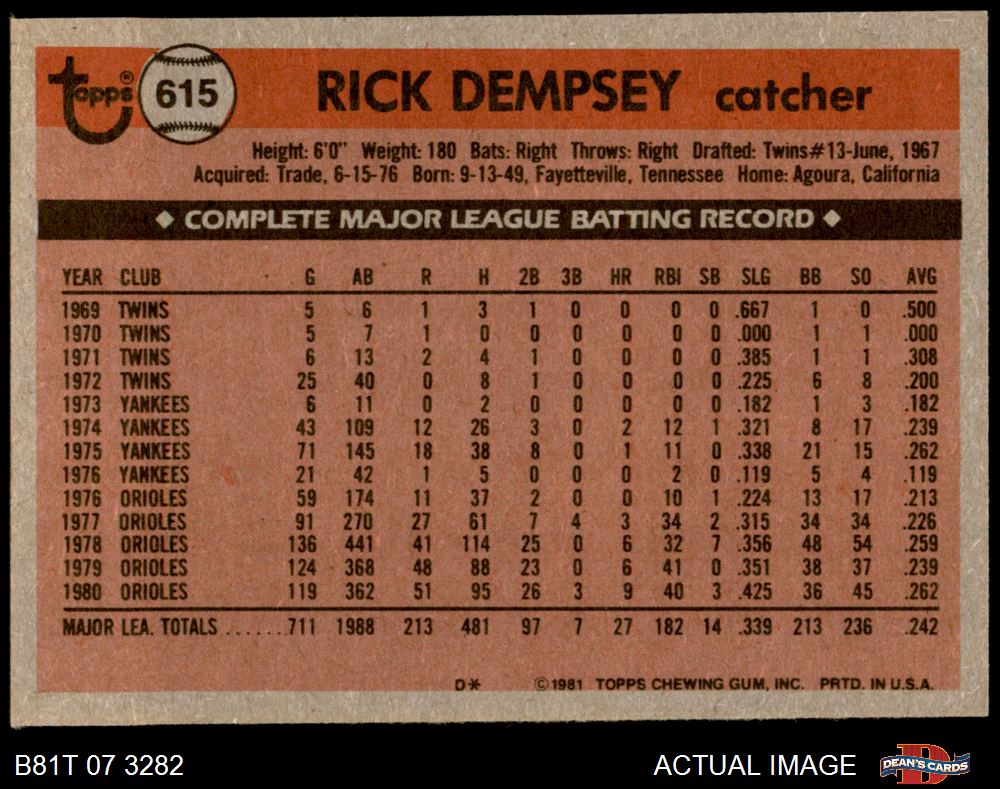 Topps® 615 RICK DEMPSEY catcher
Height: 6'0" Weight: 180 Bats: Right Throws: Right Drafted: Twins#13-June, 1967
Acquired: Trade, 6-15-76 Born: 9-13-49, Fayetteville, Tennessee Home: Agoura, California
◆ COMPLETE MAJOR LEAGUE BATTING RECORD ◆
YEAR CLUB G AB R H 2B 3B HR RBI SB SLG BB SO AVG
1969 TWINS 5 6 1 3 1 0 0 0 0 .667 1 0 .500
1970 TWINS 5 7 1 0 0 0 0 0 0 .000 1 1 .000
1971 TWINS 6 13 2 4 1 0 0 0 0 .385 1 1 .308
1972 TWINS 25 40 0 8 1 0 0 0 0 .225 6 8 .200
1973 YANKEES 6 11 0 2 0 0 0 0 0 .182 1 3 .182
1974 YANKEES 43 109 12 26 3 0 2 12 1 .321 8 17 .239
1975 YANKEES 71 145 18 38 8 0 1 11 0 .338 21 15 .262
1976 YANKEES 21 42 1 5 0 0 0 2 0 .119 5 4 .119
1976 ORIOLES 59 174 11 37 2 0 0 10 1 .224 13 17 .213
1977 ORIOLES 91 270 27 61 7 4 3 34 2 .315 34 34 .226
1978 ORIOLES 136 441 41 114 25 0 6 32 7 .356 48 54 .259
1979 ORIOLES 124 368 48 88 23 0 6 41 0 .351 38 37 .239
1980 ORIOLES 119 362 51 95 26 3 9 40 3 .425 36 45 .262
MAJOR LEA. TOTALS ......711 1988 213 481 97 7 27 182 14 .339 213 236 .242
D* ©1981 TOPPS CHEWING GUM, INC. PRTD. IN U.S.A.
B81T 07 3282 ACTUAL IMAGE D DEAN'S CARDS